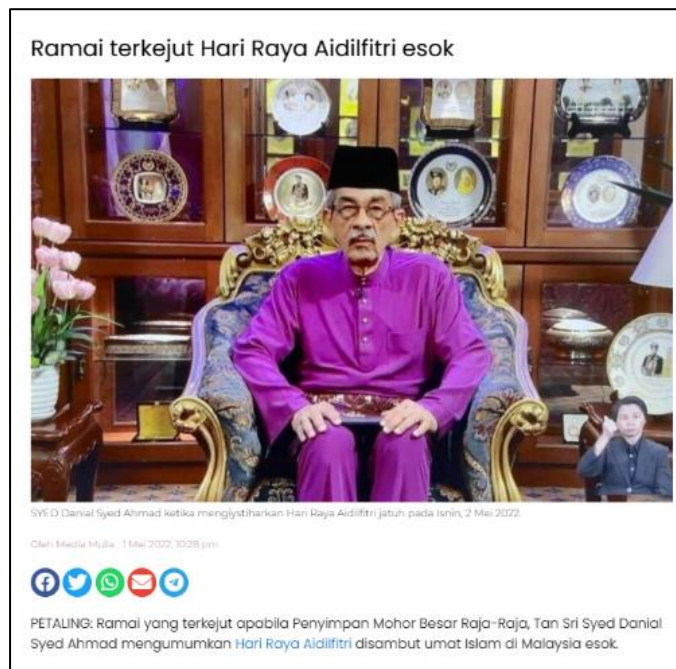 Ramai terkejut Hari Raya Aidilfitri esok
SYED Danial Syed Ahmad ketika mengiystiharkan Hari Raya Aidilfitri jatuh pada Isnin, 2 Mei 2022.
Oleh Media Mulia - 1 Mei 2022, 10:28 pm
PETALING: Ramai yang terkejut apabila Penyimpan Mohor Besar Raja-Raja, Tan Sri Syed Danial
Syed Ahmad mengumumkan Hari Raya Aidilfitri disambut umat Islam di Malaysia esok.